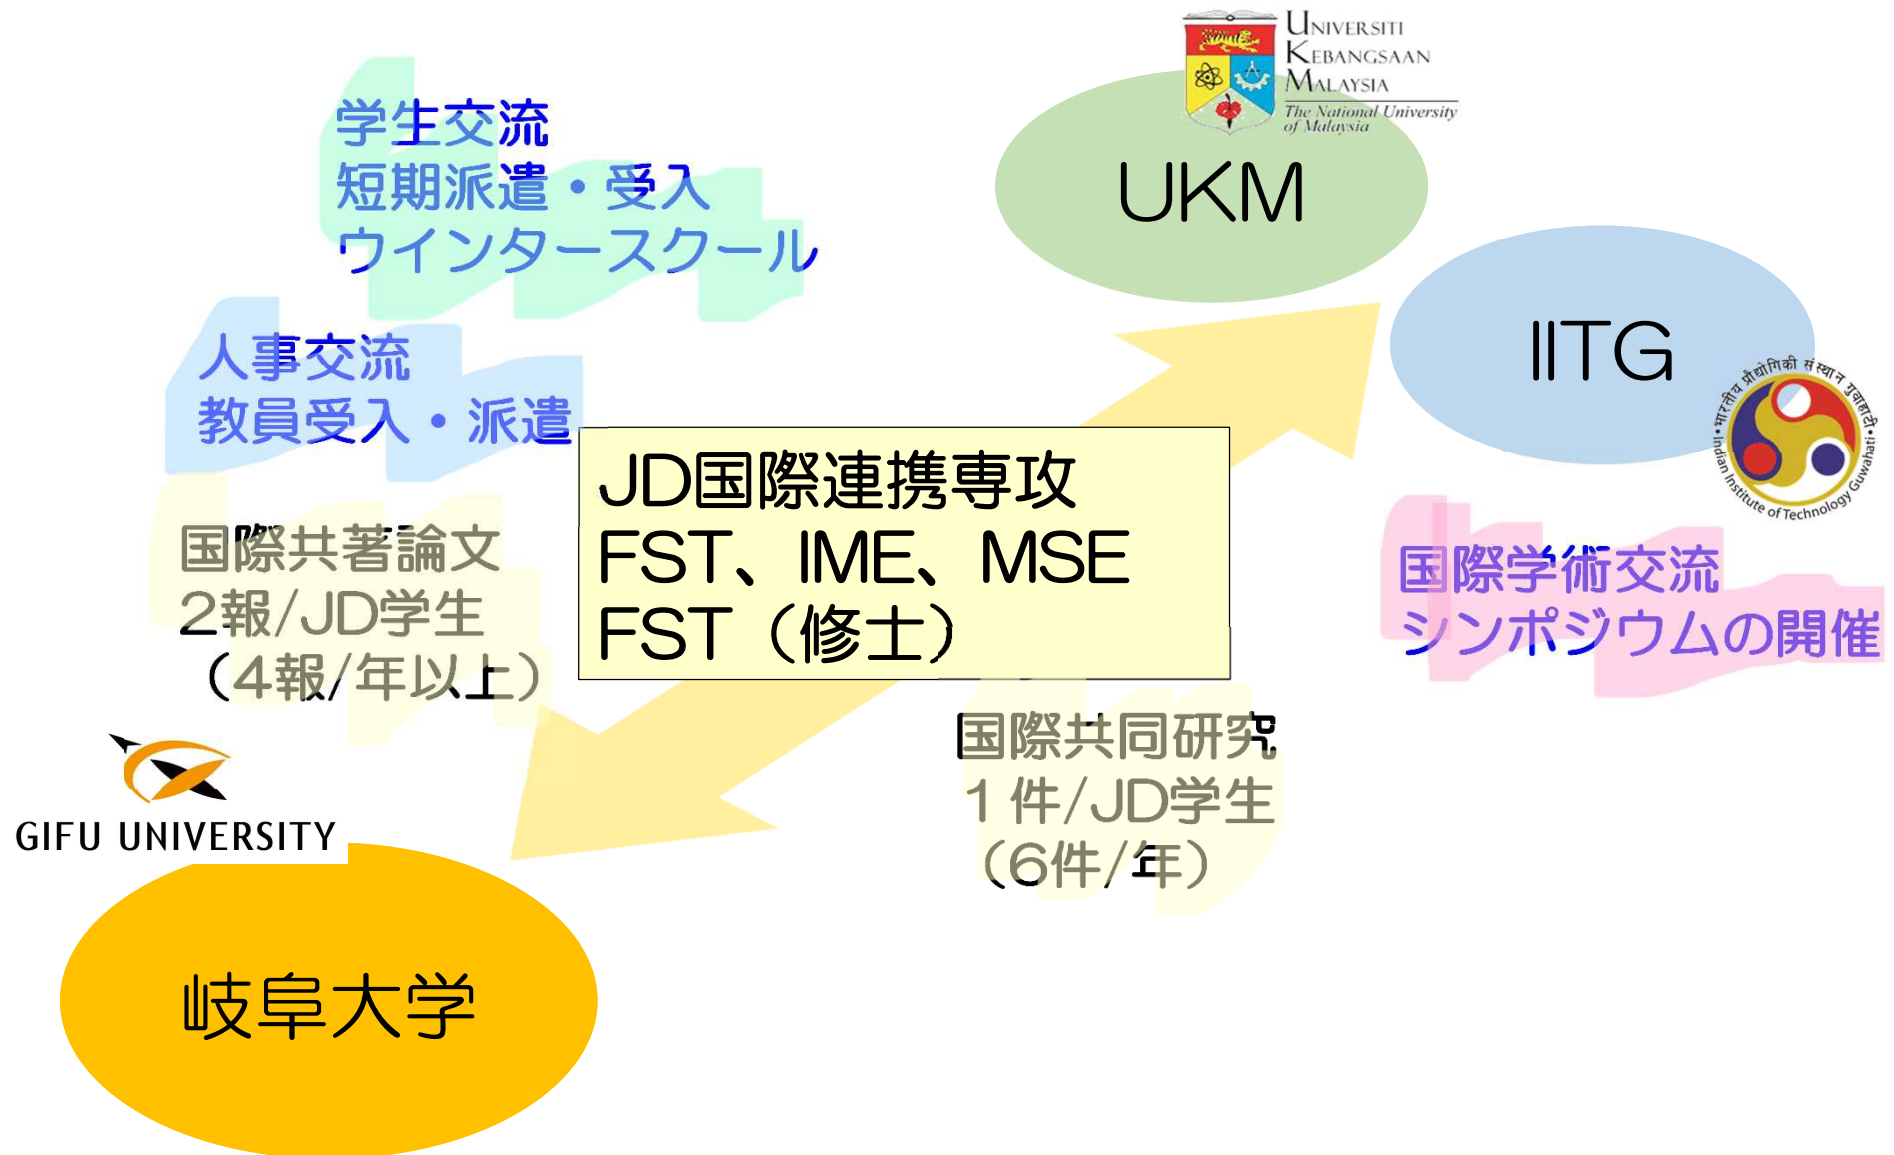 UNIVERSITI
KEBANGSAAN
MALAYSIA
The National University
of Malaysia
UKM
学生交流
短期派遣・受入
ウインタースクール
IITG
भारतीय प्रौद्योगिकी संस्थान गुवाहाटी
Indian Institute of Technology Guwahati
人事交流
教員受入・派遣
JD国際連携専攻
FST、IME、MSE
FST（修士）
国際共著論文
2報/JD学生
（4報/年以上）
国際学術交流
シンポジウムの開催
国際共同研究
1件/JD学生
（6件/年）
GIFU UNIVERSITY
岐阜大学